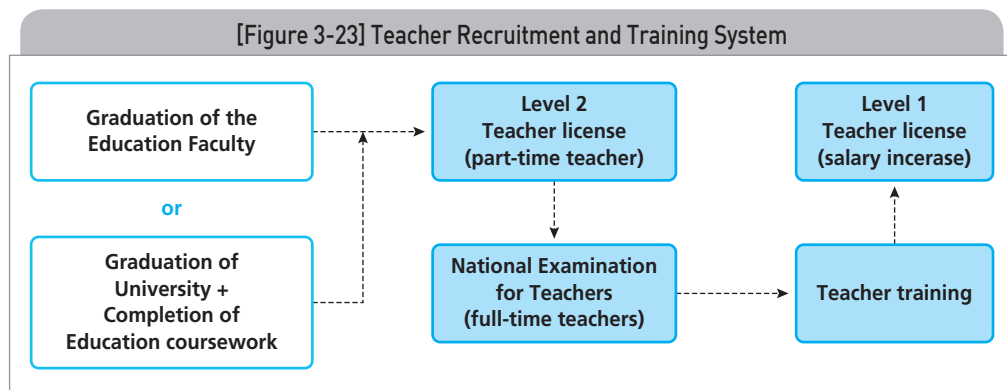 [Figure 3-23] Teacher Recruitment and Training System
Graduation of the
Education Faculty
or
Graduation of
University +
Completion of
Education coursework
Level 2
Teacher license
(part-time teacher)
National Examination
for Teachers
(full-time teachers)
Level 1
Teacher license
(salary incerase)
Teacher training